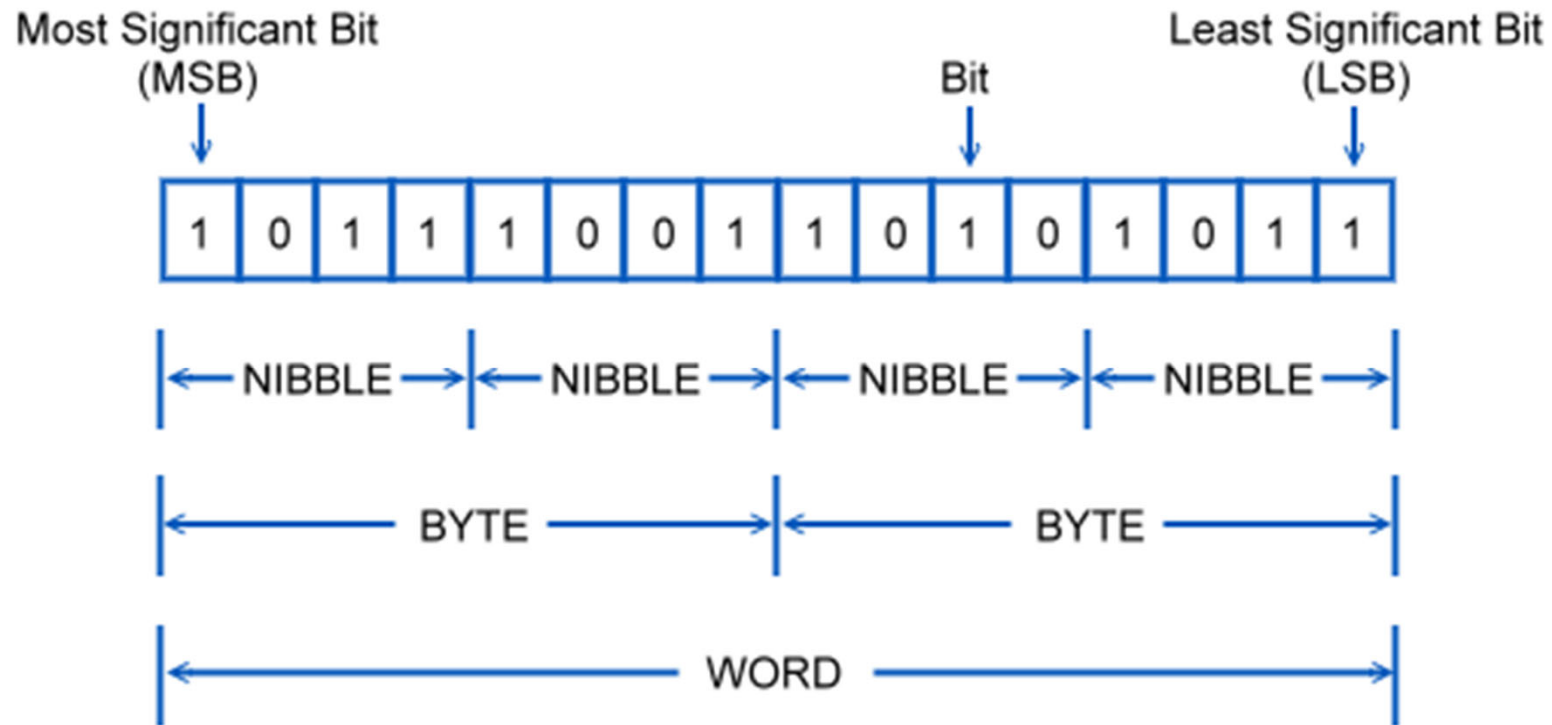 Most Significant Bit
(MSB)
Bit
Least Significant Bit
(LSB)
1 0 1 1 1 0 0 1 1 0 1 0 1 0 1 1
NIBBLE NIBBLE NIBBLE NIBBLE
BYTE BYTE
WORD